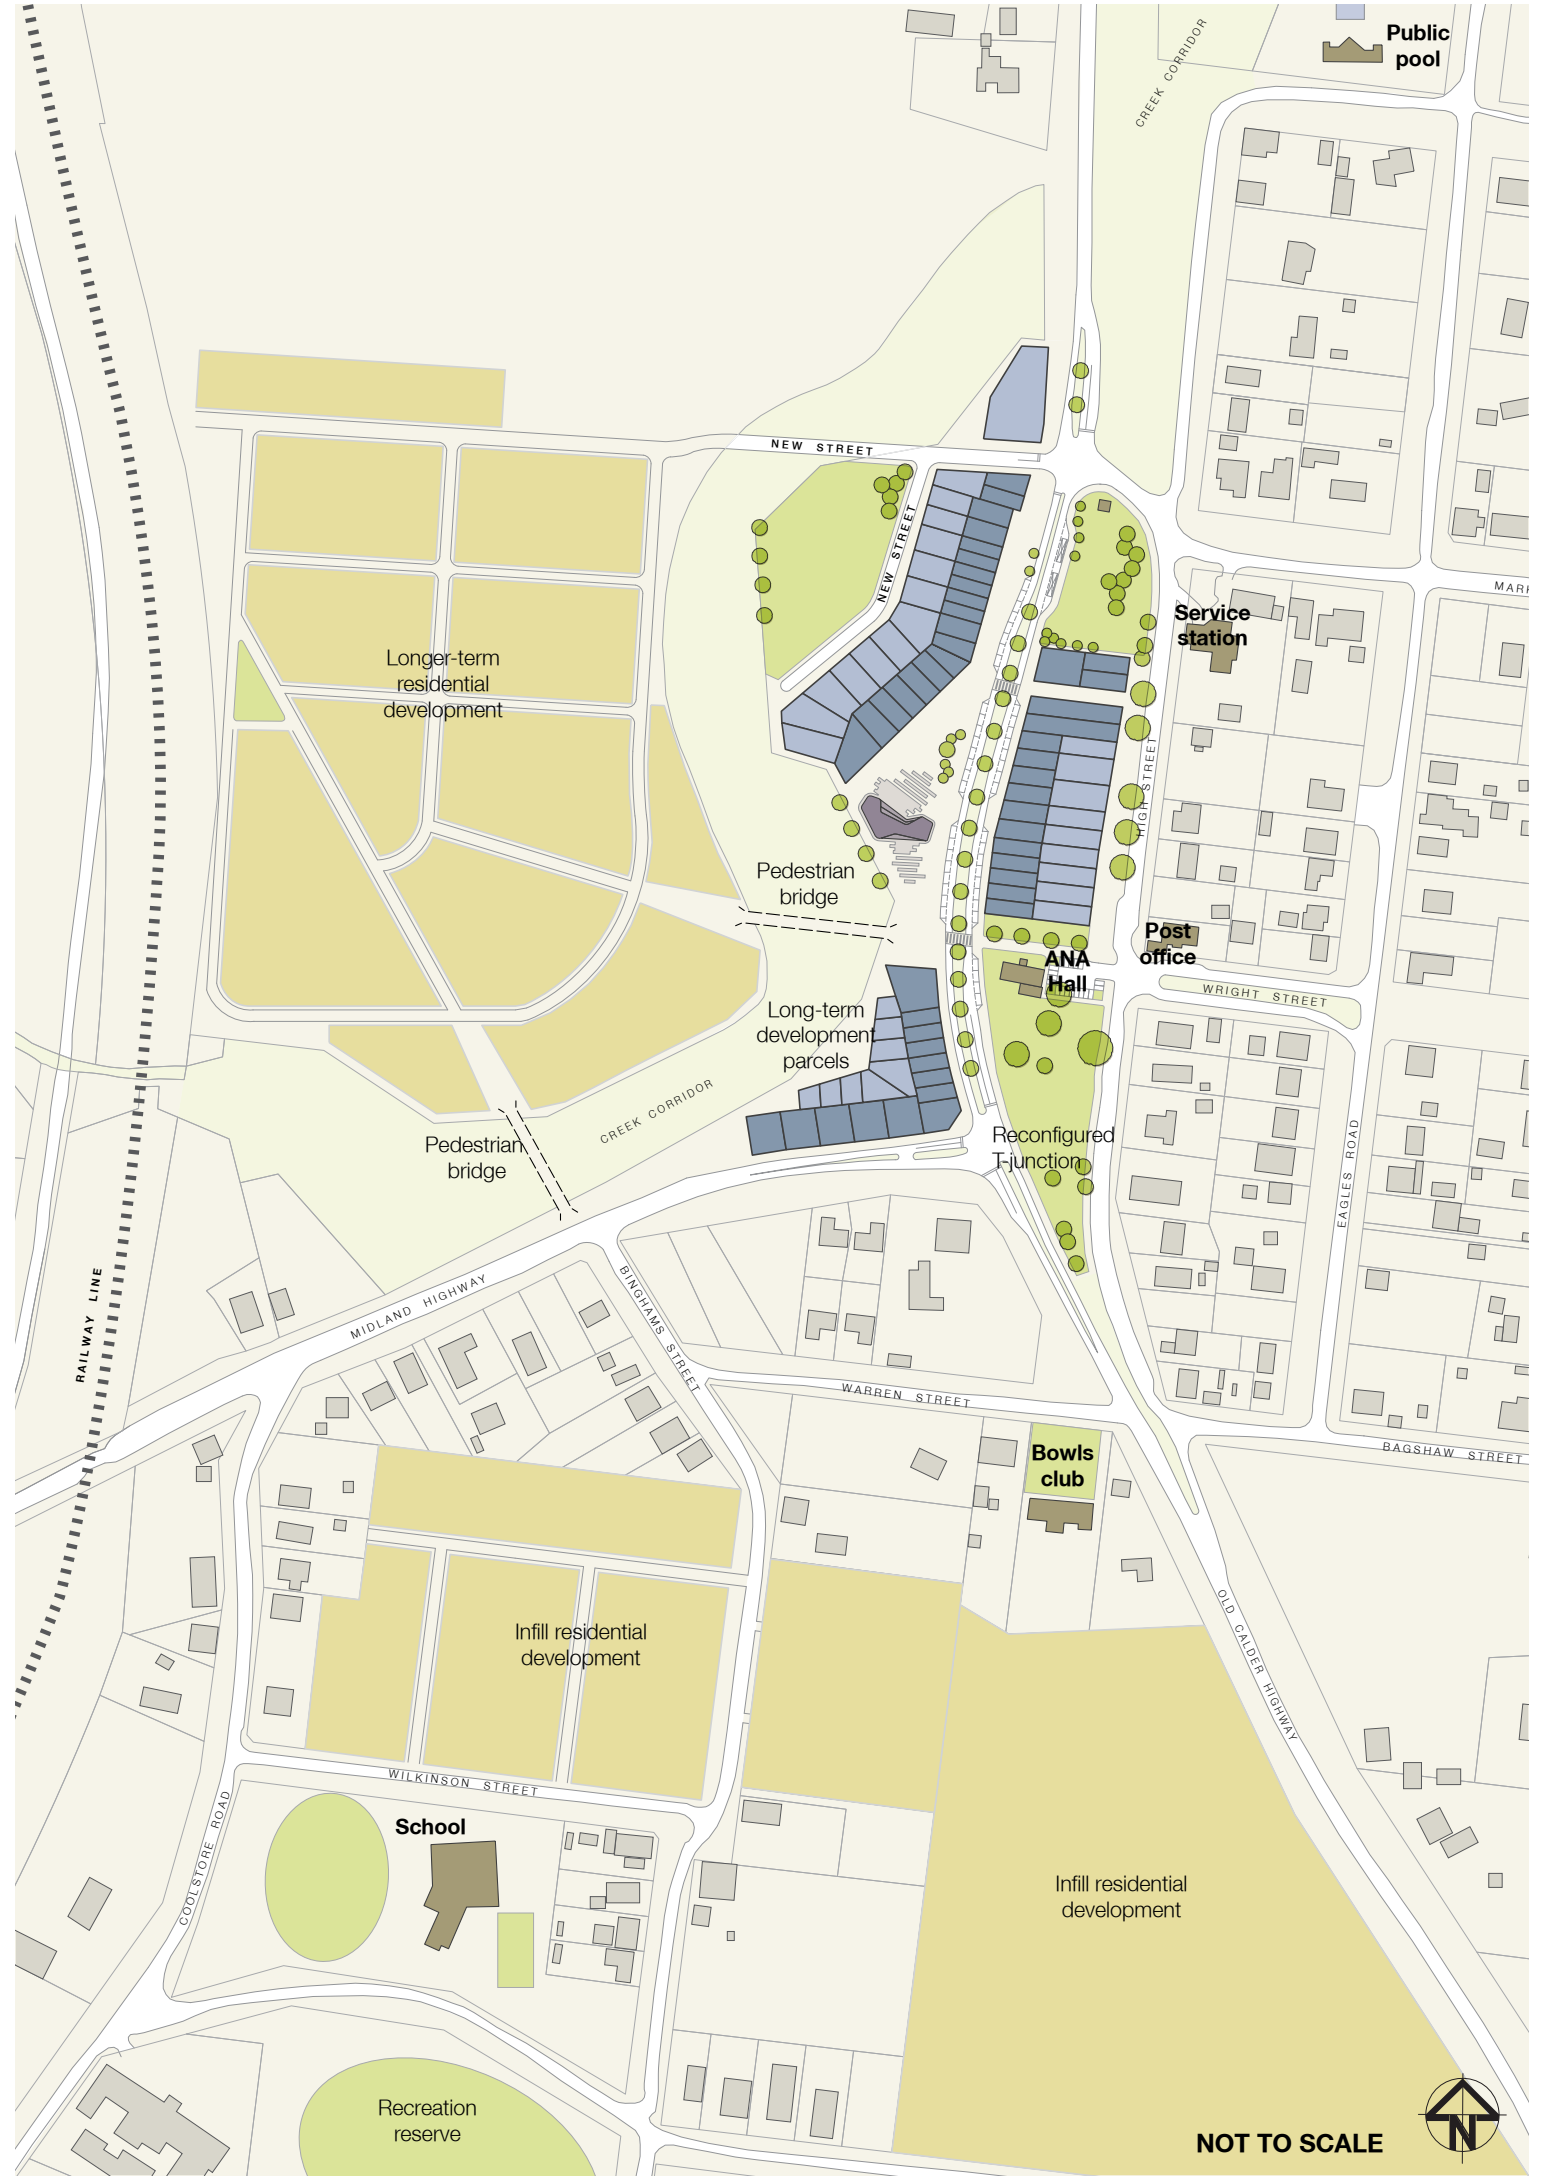 Public
pool
CREEK CORRIDOR
NEW STREET
NEW STREET
MAR
Service
station
Longer-term
residential
development
HIGH STREET
Pedestrian
bridge
Post
office
ANA
Hall
WRIGHT STREET
Long-term
development
parcels
CREEK CORRIDOR
Pedestrian
bridge
Reconfigured
T-junction
EAGLES ROAD
RAILWAY LINE
MIDLAND HIGHWAY
BINGHAMS STREET
WARREN STREET
BAGSHAW STREET
Bowls
club
OLD CALDER HIGHWAY
Infill residential
development
WILKINSON STREET
COOLSTORE ROAD
School
Infill residential
development
Recreation
reserve
NOT TO SCALE
N